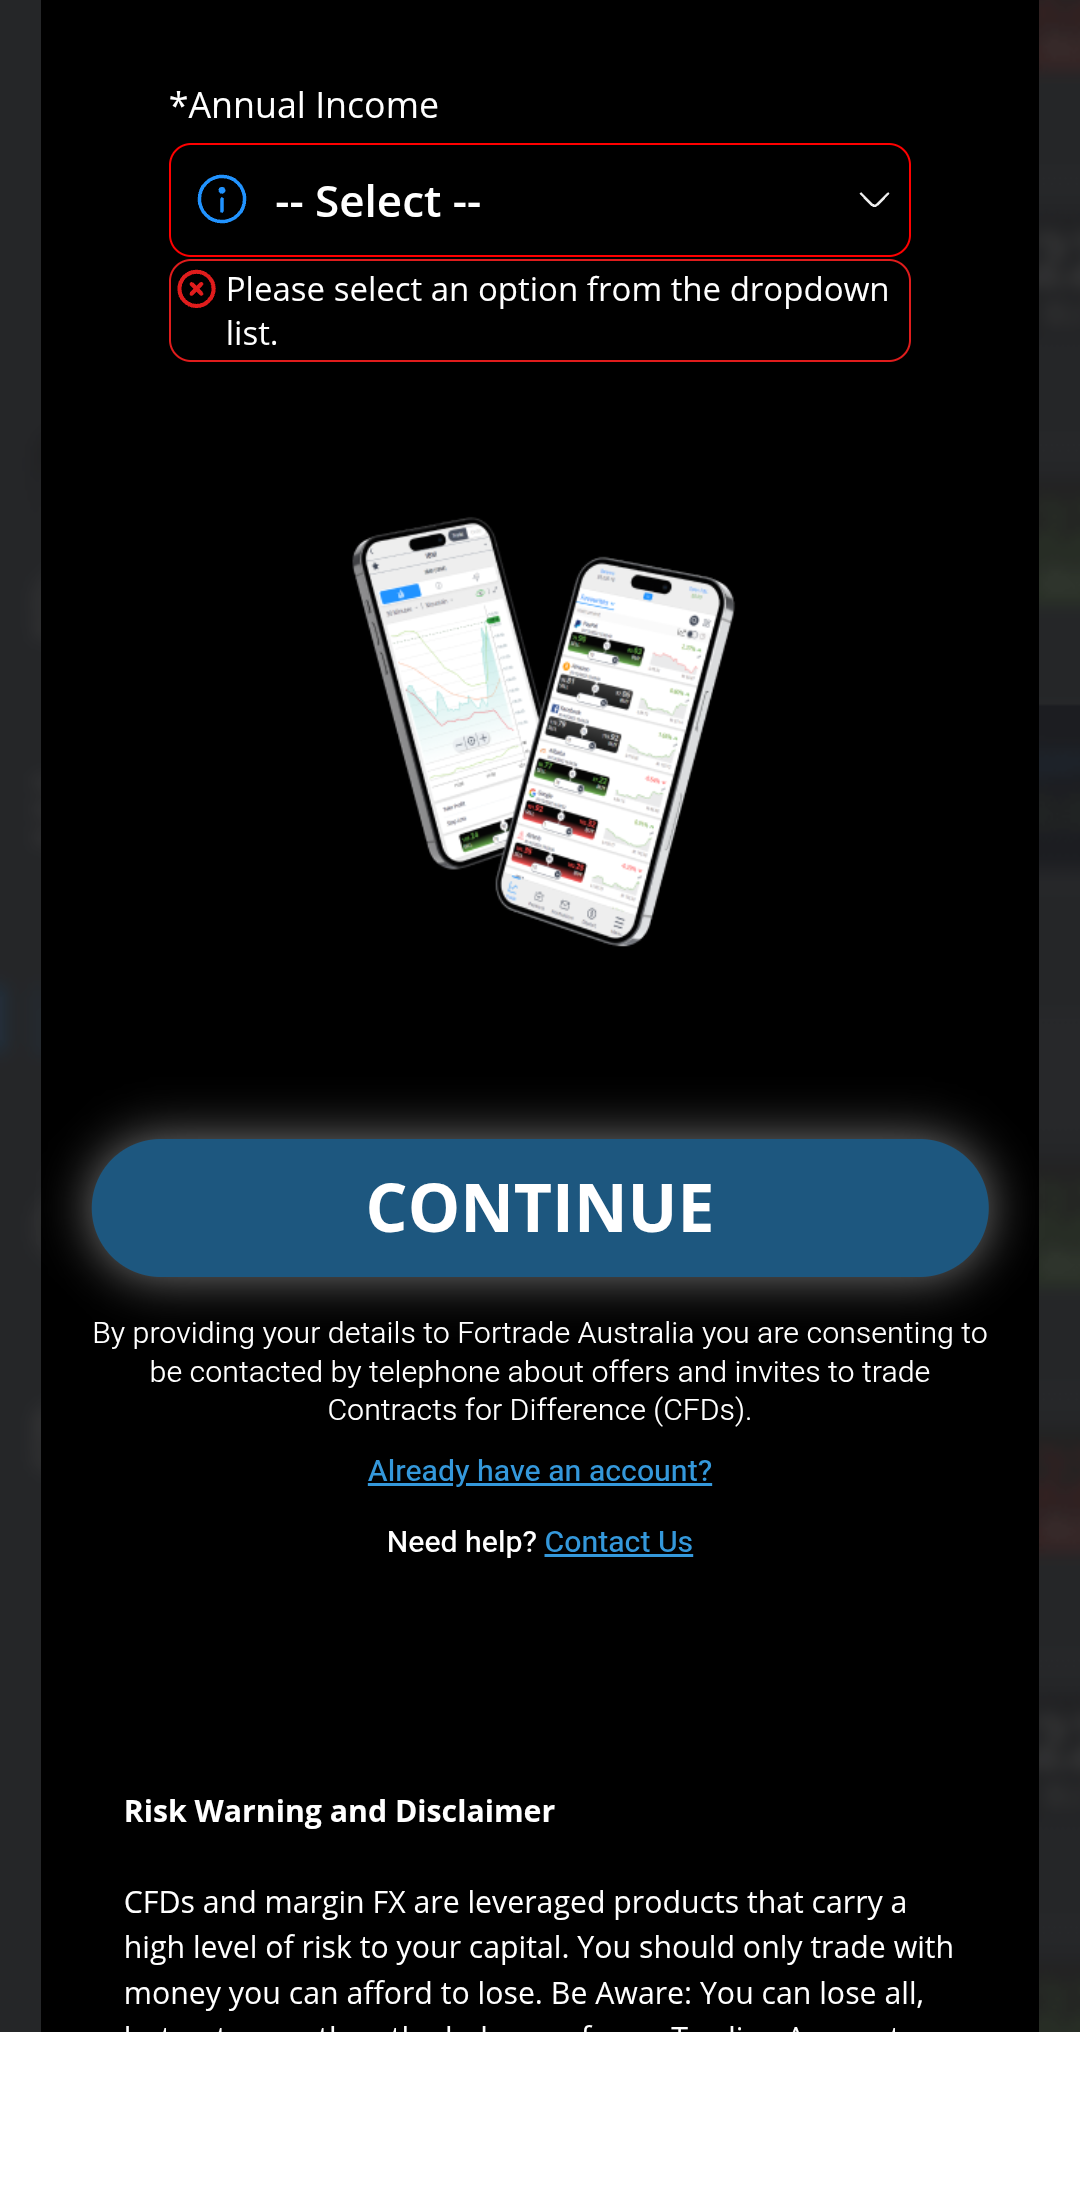 *Annual Income
-- Select --
Please select an option from the dropdown
list.
CONTINUE
By providing your details to Fortrade Australia you are consenting to
be contacted by telephone about offers and invites to trade
Contracts for Difference (CFDs).
Already have an account?
Need help? Contact Us
Risk Warning and Disclaimer
CFDs and margin FX are leveraged products that carry a
high level of risk to your capital. You should only trade with
money you can afford to lose. Be Aware: You can lose all,